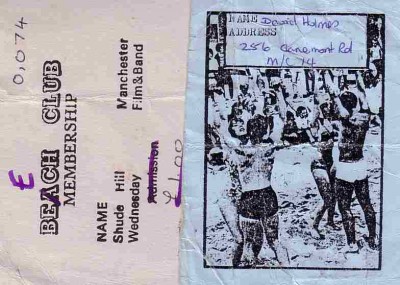 0,074
E
BEACH CLUB
MEMBERSHIP
NAME
Shude Hill Manchester
Wednesday Film&Band
Admission
£1.00
NAME David Holmes
ADDRESS
256 Claremont Rd
M/C 14